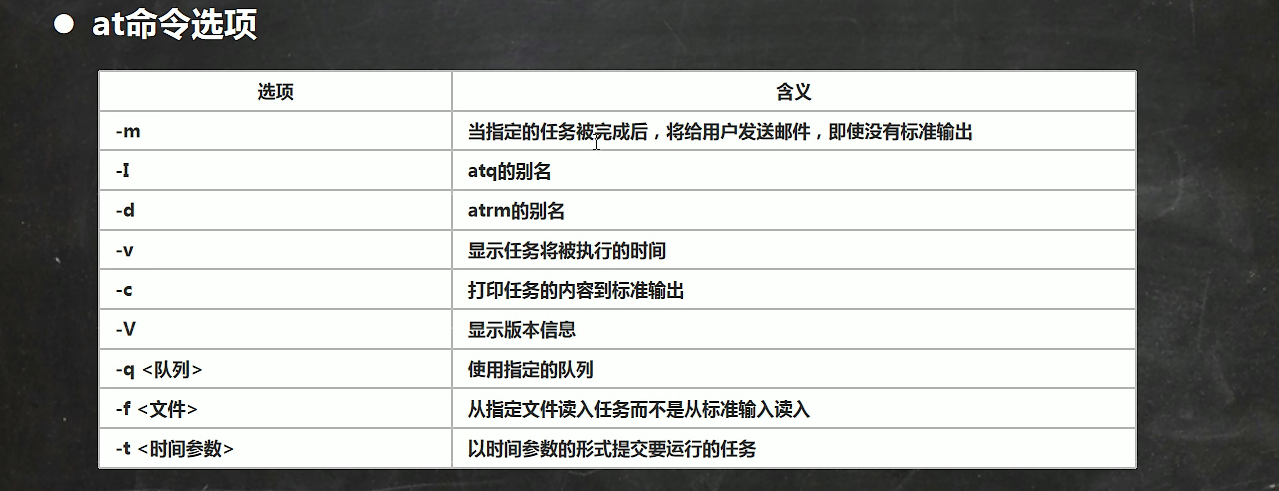 ● at命令选项
选项 含义
-m 当指定的任务被完成后，将给用户发送邮件，即使没有标准输出
-I atq的别名
-d atrm的别名
-v 显示任务将被执行的时间
-c 打印任务的内容到标准输出
-V 显示版本信息
-q <队列> 使用指定的队列
-f <文件> 从指定文件读入任务而不是从标准输入读入
-t <时间参数> 以时间参数的形式提交要运行的任务